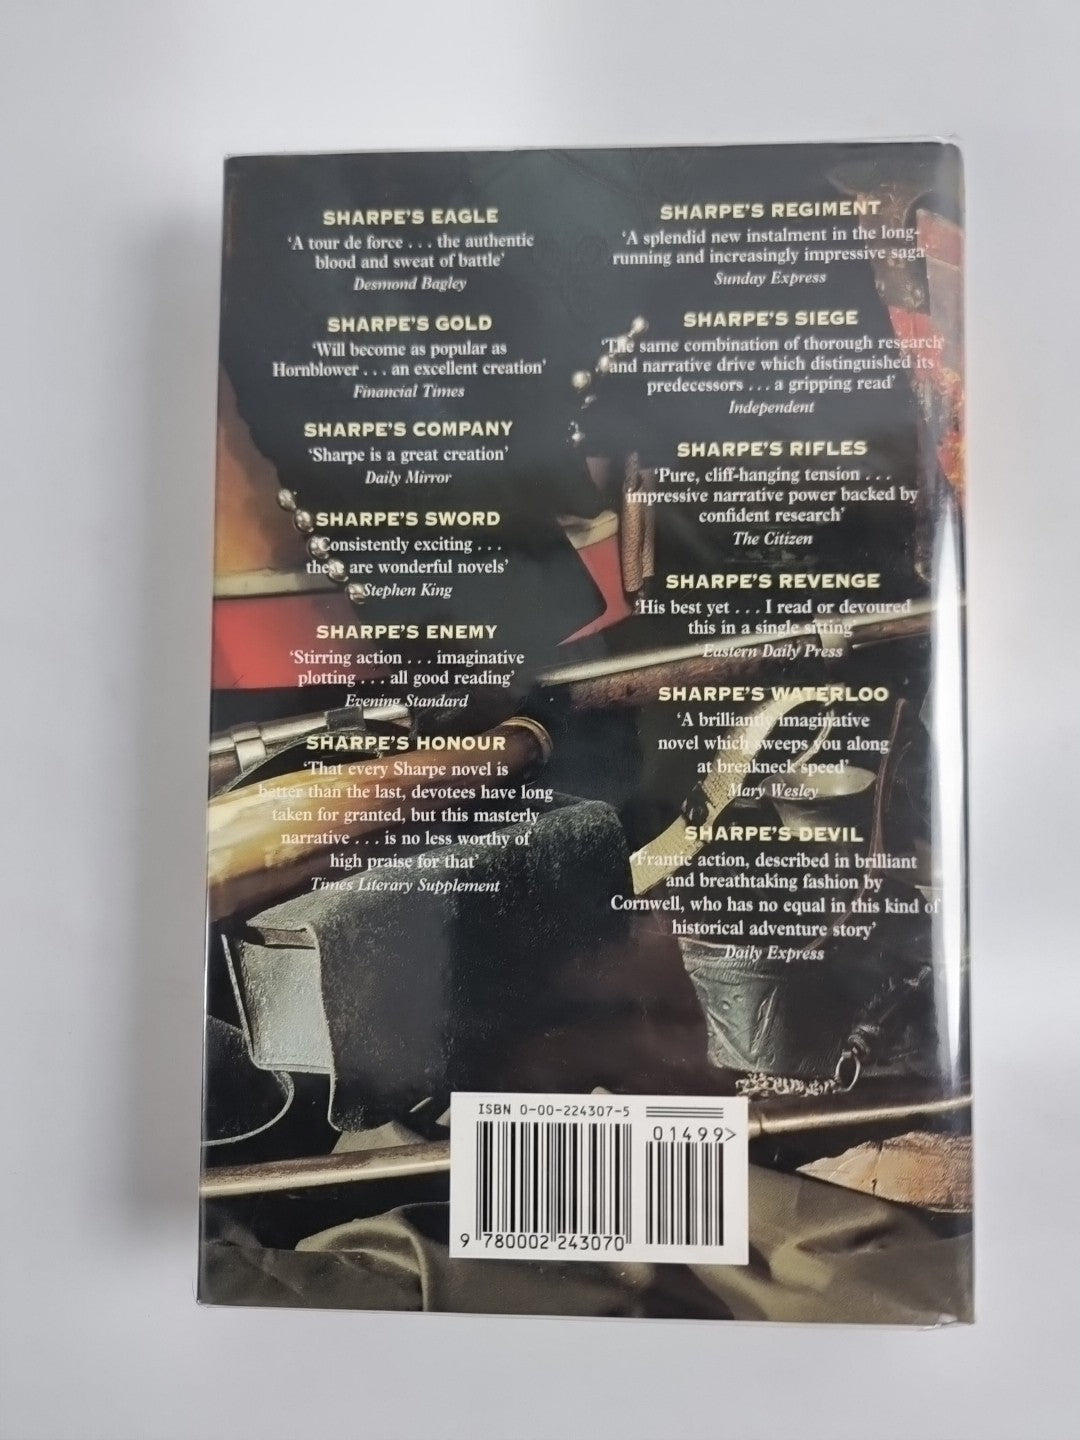 SHARPE'S EAGLE
'A tour de force . . . the authentic
blood and sweat of battle'
Desmond Bagley
SHARPE'S GOLD
'Will become as popular as
Hornblower . . . an excellent creation'
Financial Times
SHARPE'S COMPANY
'Sharpe is a great creation'
Daily Mirror
SHARPE'S SWORD
'Consistently exciting . . .
these are wonderful novels'
Stephen King
SHARPE'S ENEMY
'Stirring action . . . imaginative
plotting . . . all good reading'
Evening Standard
SHARPE'S HONOUR
'That every Sharpe novel is
better than the last, devotees have long
taken for granted, but this masterly
narrative . . . is no less worthy of
high praise for that'
Times Literary Supplement
SHARPE'S REGIMENT
'A splendid new instalment in the long-
running and increasingly impressive saga'
Sunday Express
SHARPE'S SIEGE
'The same combination of thorough research
and narrative drive which distinguished its
predecessors . . . a gripping read'
Independent
SHARPE'S RIFLES
'Pure, cliff-hanging tension . . .
impressive narrative power backed by
confident research'
The Citizen
SHARPE'S REVENGE
'His best yet . . . I read or devoured
this in a single sitting'
Eastern Daily Press
SHARPE'S WATERLOO
'A brilliantly imaginative
novel which sweeps you along
at breakneck speed'
Mary Wesley
SHARPE'S DEVIL
'Frantic action, described in brilliant
and breathtaking fashion by
Cornwell, who has no equal in this kind of
historical adventure story'
Daily Express
ISBN 0-00-224307-5
01499>
9 780002 243070